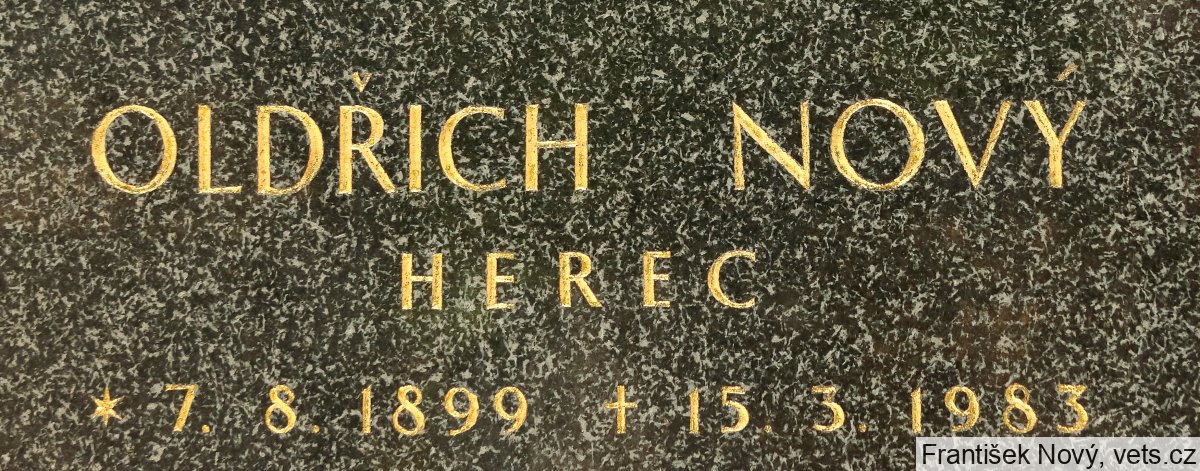 OLDŘICH NOVÝ
HEREC
* 7. 8. 1899 † 15. 3. 1983
František Nový, vets.cz